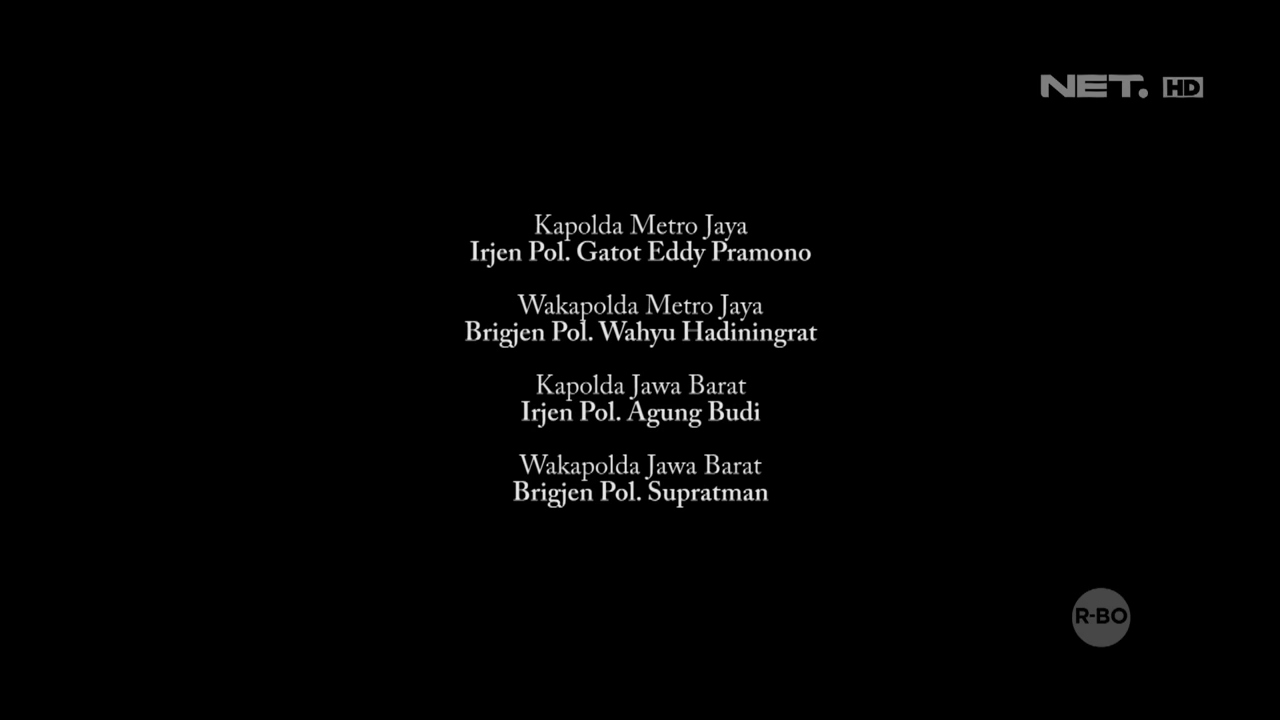 NET. HD
Kapolda Metro Jaya
Irjen Pol. Gatot Eddy Pramono
Wakapolda Metro Jaya
Brigjen Pol. Wahyu Hadiningrat
Kapolda Jawa Barat
Irjen Pol. Agung Budi
Wakapolda Jawa Barat
Brigjen Pol. Supratman
R-BO